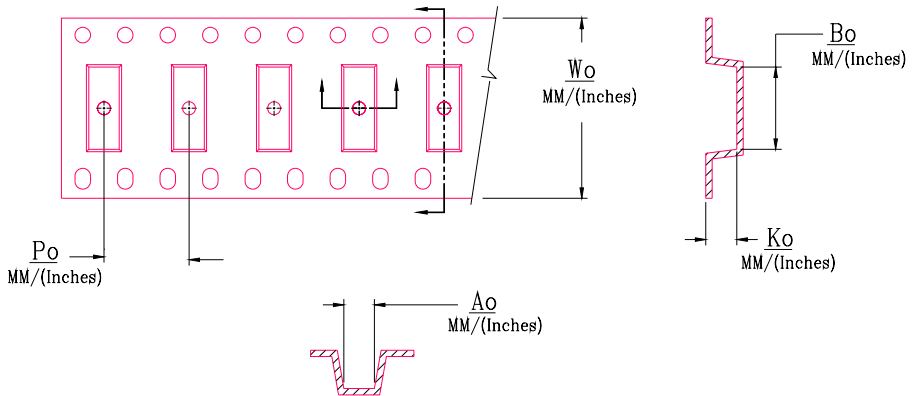 Wo
MM/(Inches)
Bo
MM/(Inches)
Po
MM/(Inches)
Ko
MM/(Inches)
Ao
MM/(Inches)